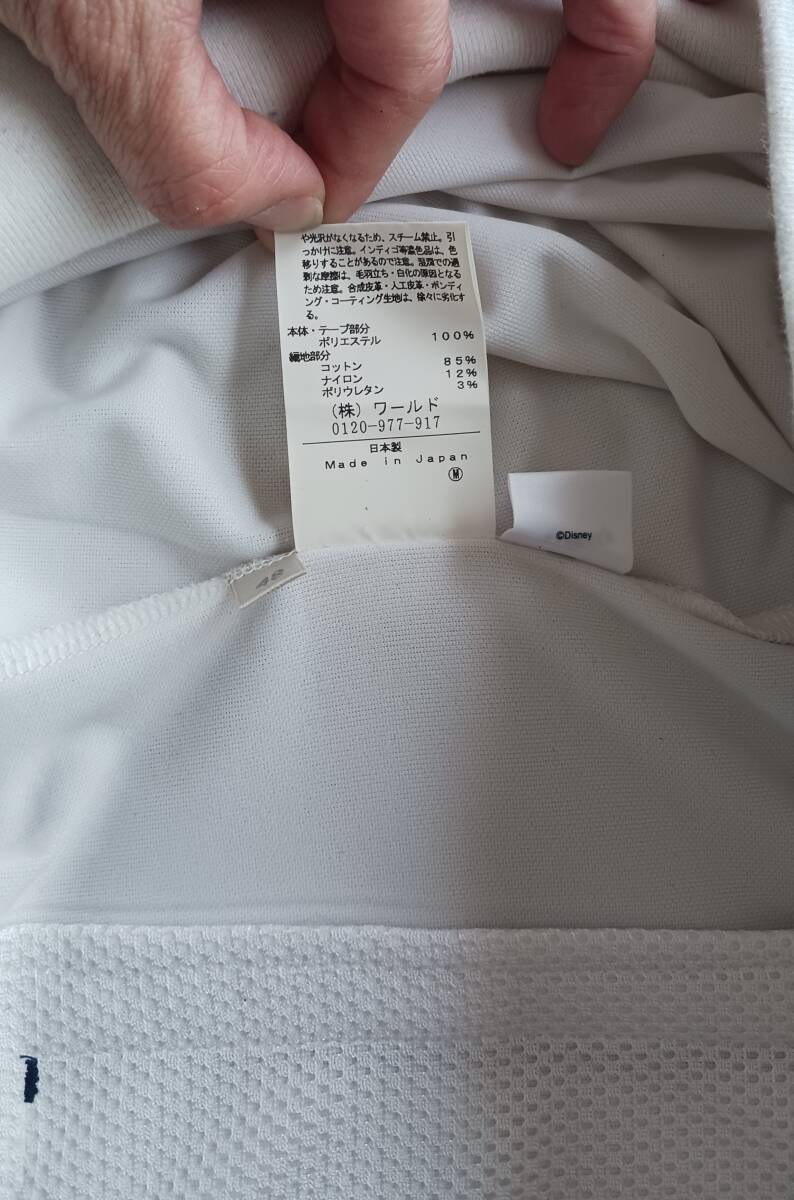 や光沢がなくなるため、スチーム禁止。引
っかけに注意。インディゴ等濃色品は、色
移りすることがあるので注意。湿潤での過
剰な摩擦は、毛羽立ち・白化の原因となる
ため注意。合成皮革・人工皮革・ボンディ
ング・コーティング生地は、徐々に劣化す
る。
本体・テープ部分
ポリエステル 100%
編地部分
コットン 85%
ナイロン 12%
ポリウレタン 3%
(株) ワールド
0120-977-917
日本製
Made in Japan
Ⓜ
©Disney
48